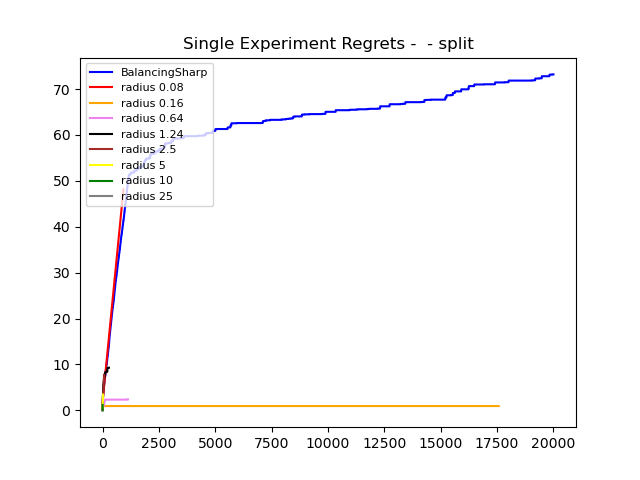 Single Experiment Regrets -  - split
BalancingSharp
radius 0.08
radius 0.16
radius 0.64
radius 1.24
radius 2.5
radius 5
radius 10
radius 25
70
60
50
40
30
20
10
0
0 2500 5000 7500 10000 12500 15000 17500 20000